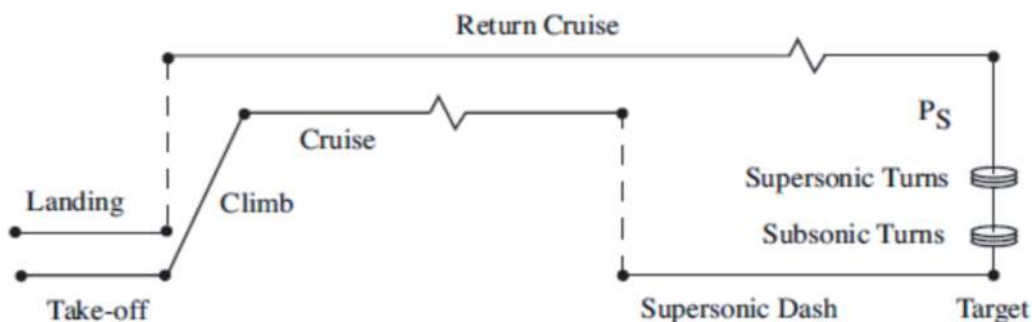 Return Cruise
P_S
Cruise
Supersonic Turns
Landing
Climb
Subsonic Turns
Take-off
Supersonic Dash
Target